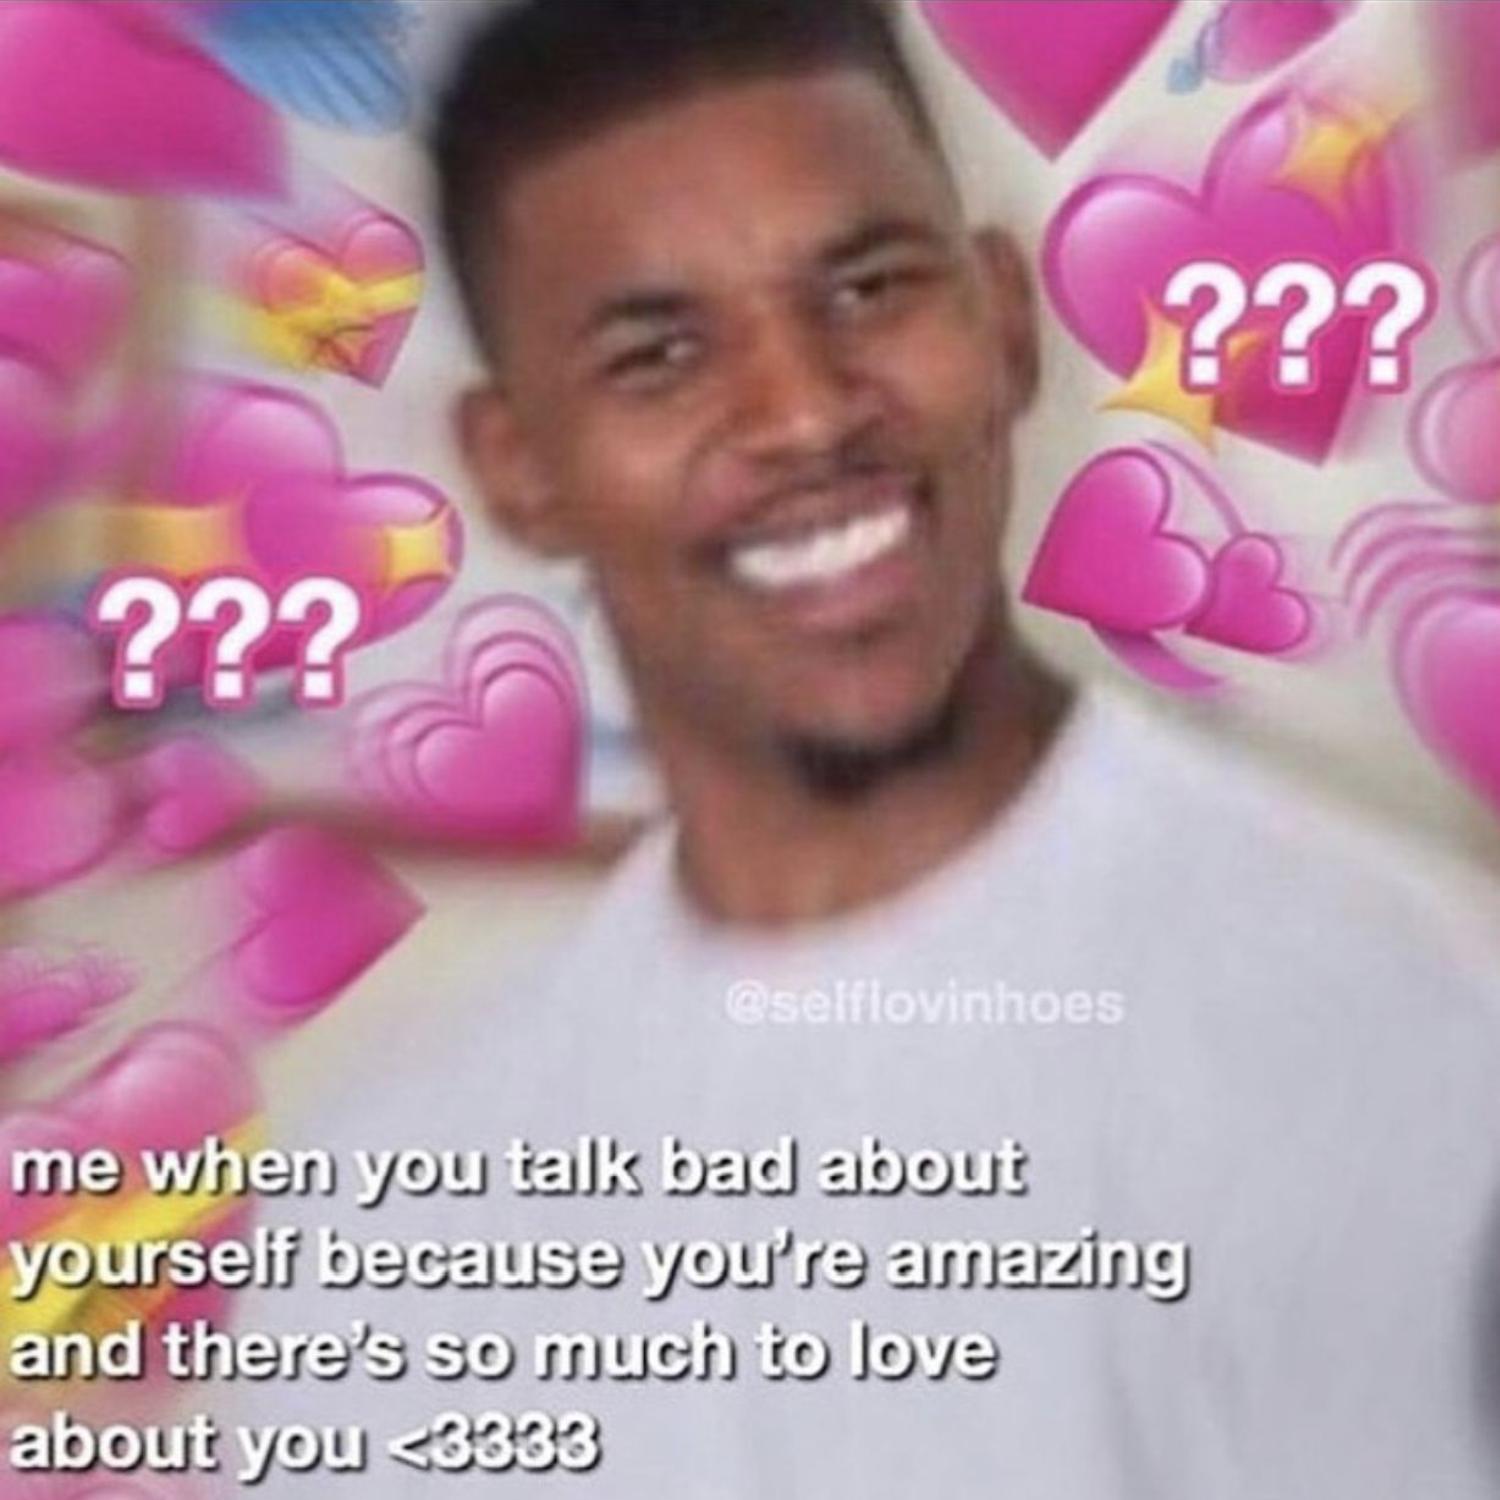 ???
???
@selflovinhoes
me when you talk bad about
yourself because you're amazing
and there's so much to love
about you <3333